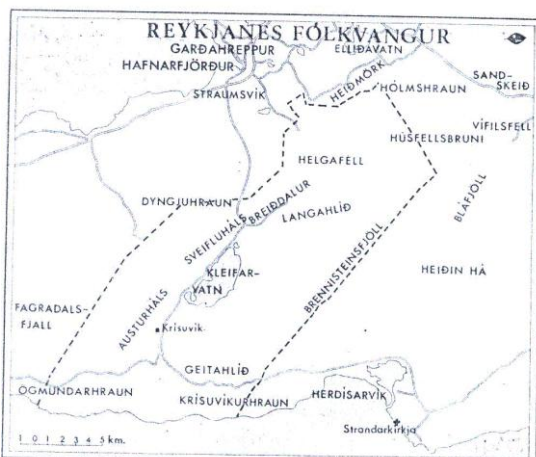 REYKJANES FÓLKVANGUR
GARÐAHREPPUR
ELLIÐAVATN
HAFNARFJÖRÐUR
SAND-
SKEIÐ
STRAUMSVÍK
HEIÐMÖRK
HÓLMSHRAUN
VÍFILSFELL
HÚSFELLSBRUNI
HELGAFELL
BLÁFJÖLL
DYNGJUHRAUN
BREIÐDALUR
LANGAHLÍÐ
SVEIFLUHÁLS
KLEIFAR-
VATN
HEIÐIN HÁ
BRENNISTEINSFJÖLL
FAGRADALS-
FJALL
AUSTURHÁLS
Krísuvík
GEITAHLÍÐ
ÖGMUNDARHRAUN
KRÍSUVÍKURHRAUN
HERDÍSARVÍK
Strandarkirkja
1 0 1 2 3 4 5 km.